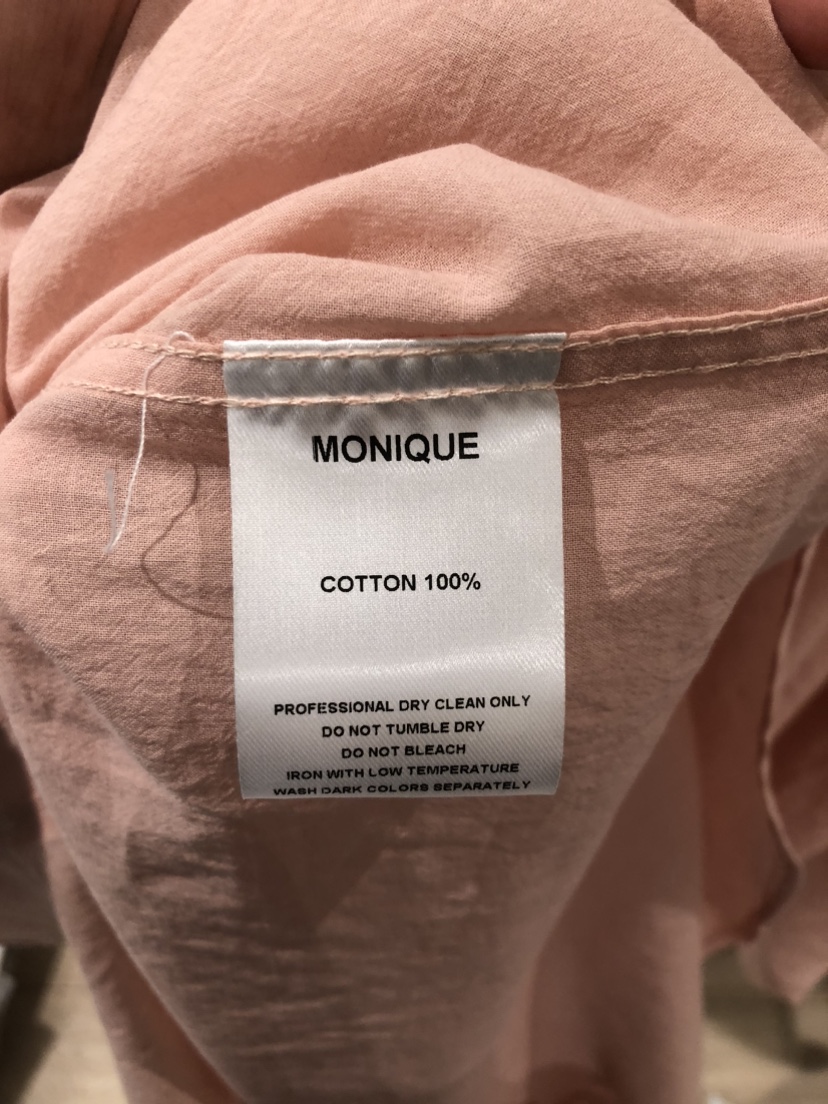 MONIQUE
COTTON 100%
PROFESSIONAL DRY CLEAN ONLY
DO NOT TUMBLE DRY
DO NOT BLEACH
IRON WITH LOW TEMPERATURE
WASH DARK COLORS SEPARATELY